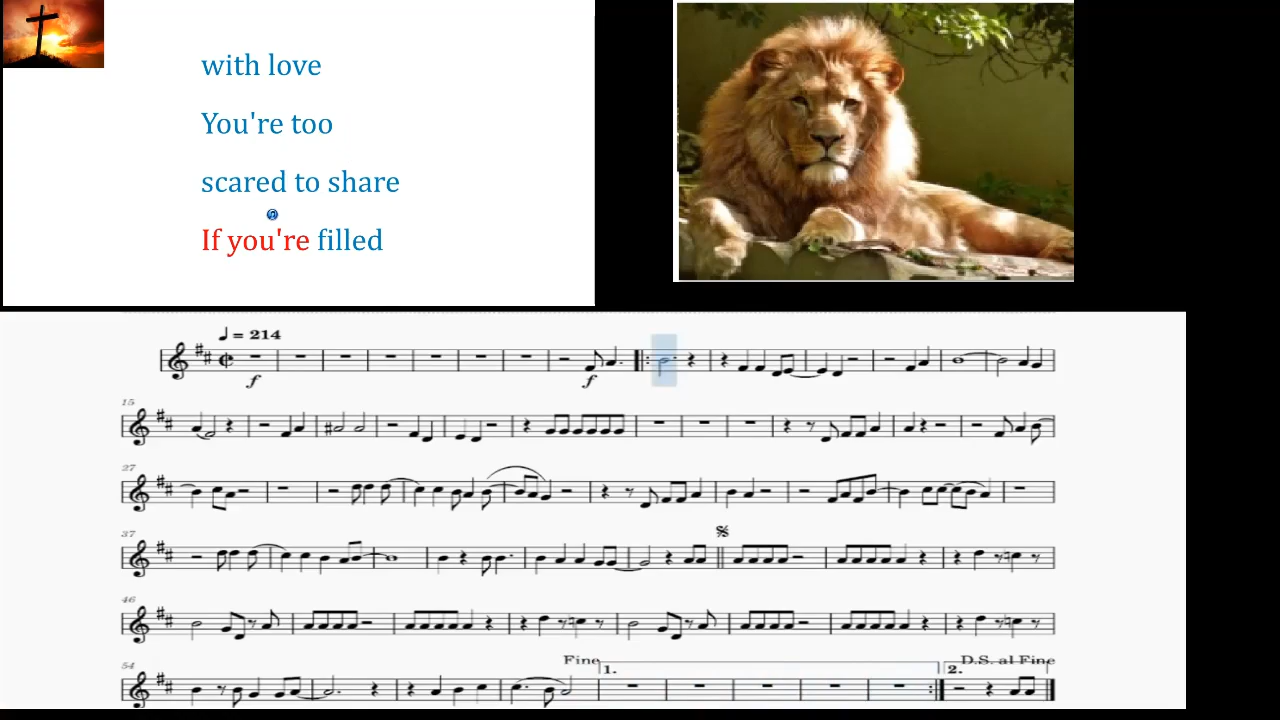 with love
You're too
scared to share
If you're filled
♩ = 214
f
f
15
27
37
46
54
Fine
1.
2.
D.S. al Fine